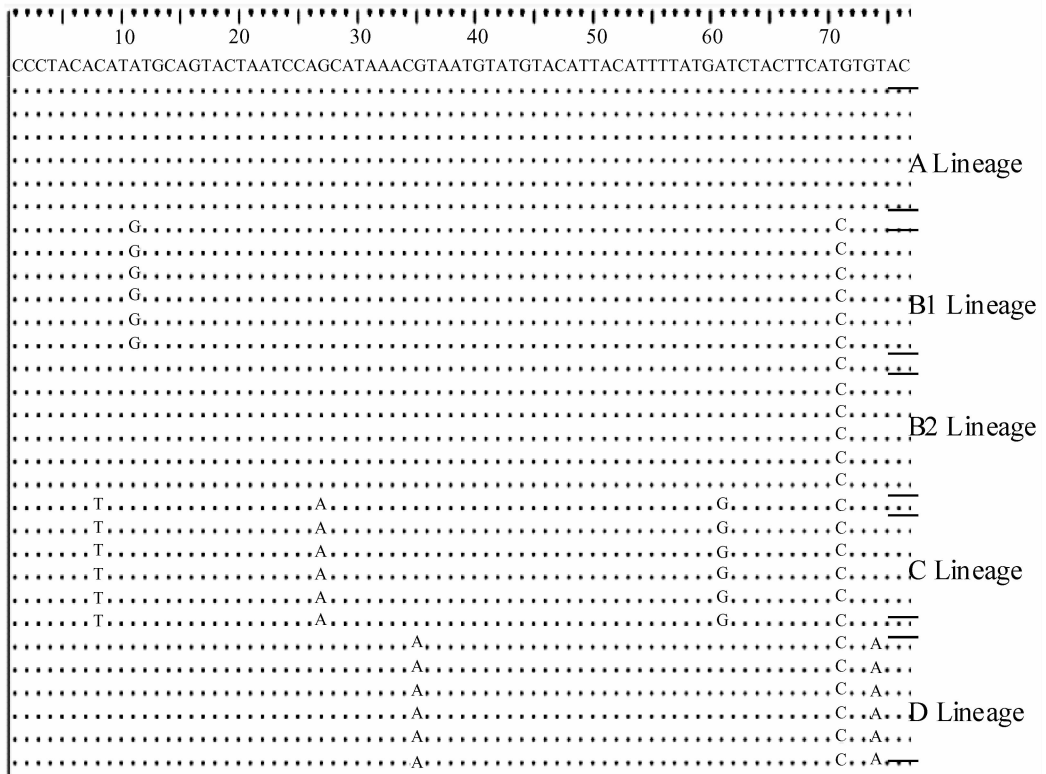 10 20 30 40 50 60 70
CCCTACACATATGCAGTACTAATCCAGCATAAACGTAATGTATGTACATTACATTTTATGATCTACTTCATGTGTAC
A Lineage
G C
G C
G C
G C
B1 Lineage
G C
G C
C
C
C
B2 Lineage
C
C
C
T A G C
T A G C
T A G C
T A G C
C Lineage
T A G C
T A G C
A C A
A C A
A C A
A C A
D Lineage
A C A
A C A